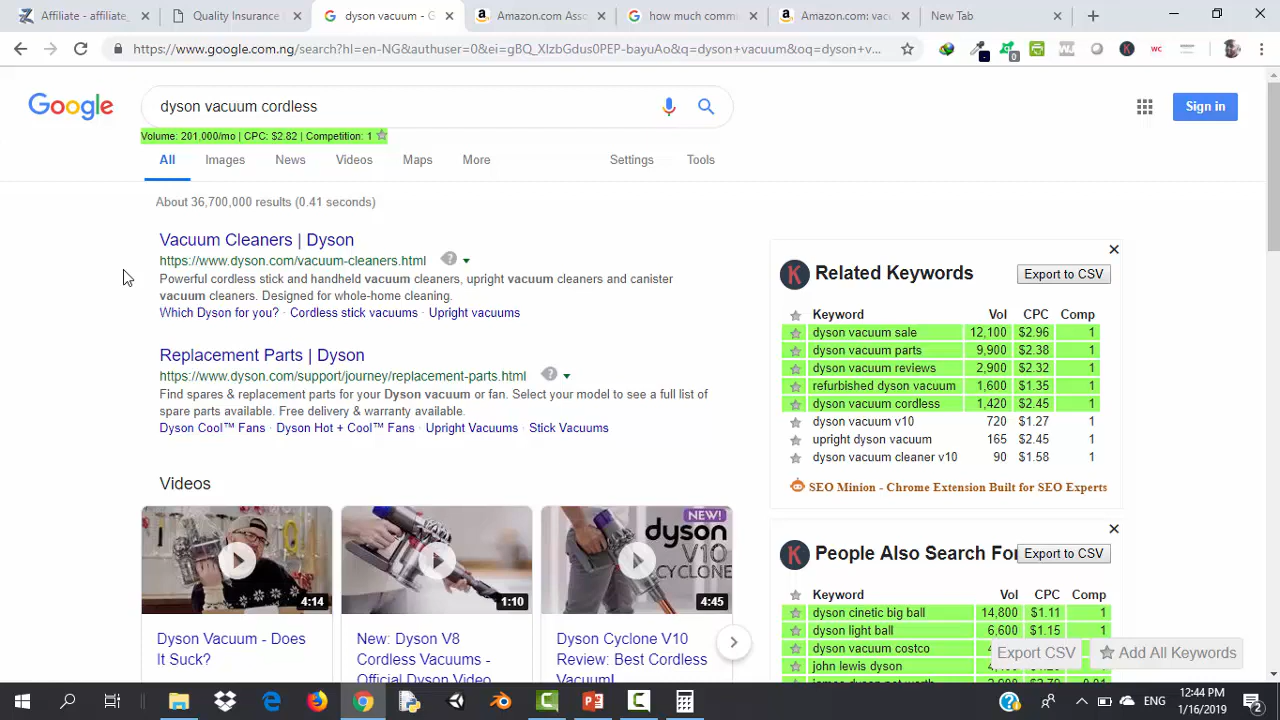 Affiliate - affiliate_
Quality Insurance
dyson vacuum - G
Amazon.com Asso
how much commi
Amazon.com: vacu
New Tab
https://www.google.com.ng/search?hl=en-NG&authuser=0&ei=gBQ_XIzbGdus0PEP-bayuAo&q=dyson+vacuum&oq=dyson+v...
Google
dyson vacuum cordless
Sign in
Volume: 201,000/mo | CPC: $2.82 | Competition: 1
All Images News Videos Maps More Settings Tools
About 36,700,000 results (0.41 seconds)
Vacuum Cleaners | Dyson
https://www.dyson.com/vacuum-cleaners.html
Powerful cordless stick and handheld vacuum cleaners, upright vacuum cleaners and canister
vacuum cleaners. Designed for whole-home cleaning.
Which Dyson for you? · Cordless stick vacuums · Upright vacuums
Replacement Parts | Dyson
https://www.dyson.com/support/journey/replacement-parts.html
Find spares & replacement parts for your Dyson vacuum or fan. Select your model to see a full list of
spare parts available. Free delivery & warranty available.
Dyson Cool™ Fans · Dyson Hot + Cool™ Fans · Upright Vacuums · Stick Vacuums
Videos
NEW!
dyson
V10
CYCLONE
4:14
1:10
4:45
Dyson Vacuum - Does
It Suck?
New: Dyson V8
Cordless Vacuums -
Official Dyson Video
Dyson Cyclone V10
Review: Best Cordless
Vacuum!
K Related Keywords Export to CSV
Keyword Vol CPC Comp
dyson vacuum sale 12,100 $2.96 1
dyson vacuum parts 9,900 $2.38 1
dyson vacuum reviews 2,900 $2.32 1
refurbished dyson vacuum 1,600 $1.35 1
dyson vacuum cordless 1,420 $2.45 1
dyson vacuum v10 720 $1.27 1
upright dyson vacuum 165 $2.45 1
dyson vacuum cleaner v10 90 $1.58 1
SEO Minion - Chrome Extension Built for SEO Experts
K People Also Search For Export to CSV
Keyword Vol CPC Comp
dyson cinetic big ball 14,800 $1.11 1
dyson light ball 6,600 $1.15 1
dyson vacuum costco
john lewis dyson
Export CSV
Add All Keywords
ENG
12:44 PM
1/16/2019
2